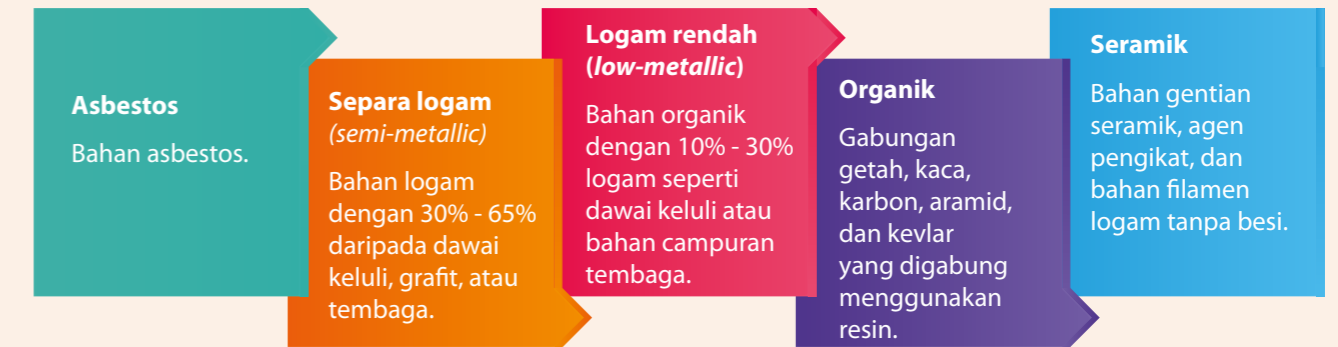 Asbestos
Bahan asbestos.
Separa logam
(semi-metallic)
Bahan logam
dengan 30% - 65%
daripada dawai
keluli, grafit, atau
tembaga.
Logam rendah
(low-metallic)
Bahan organik
dengan 10% - 30%
logam seperti
dawai keluli atau
bahan campuran
tembaga.
Organik
Gabungan
getah, kaca,
karbon, aramid,
dan kevlar
yang digabung
menggunakan
resin.
Seramik
Bahan gentian
seramik, agen
pengikat, dan
bahan filamen
logam tanpa besi.